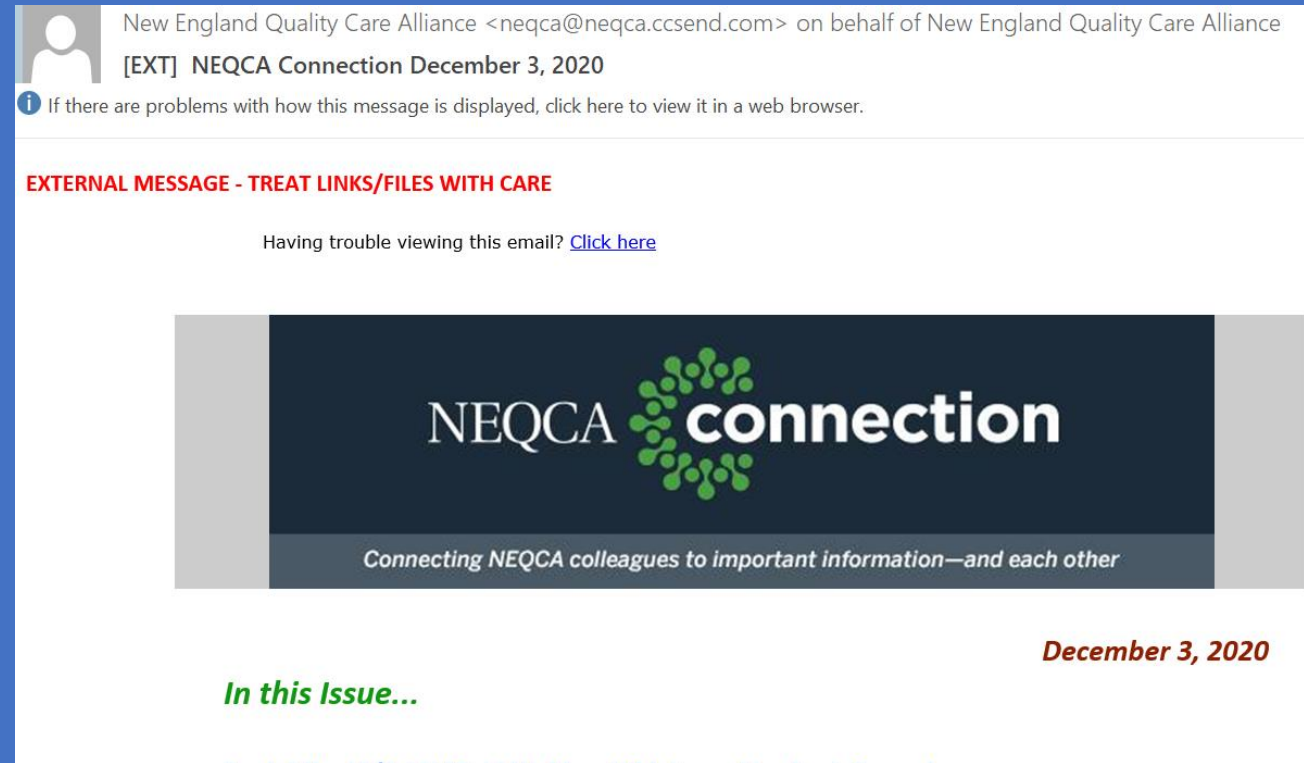 New England Quality Care Alliance <neqca@neqca.ccsend.com> on behalf of New England Quality Care Alliance
[EXT] NEQCA Connection December 3, 2020
If there are problems with how this message is displayed, click here to view it in a web browser.
EXTERNAL MESSAGE - TREAT LINKS/FILES WITH CARE
Having trouble viewing this email? Click here
NEQCA connection
Connecting NEQCA colleagues to important information—and each other
December 3, 2020
In this Issue...